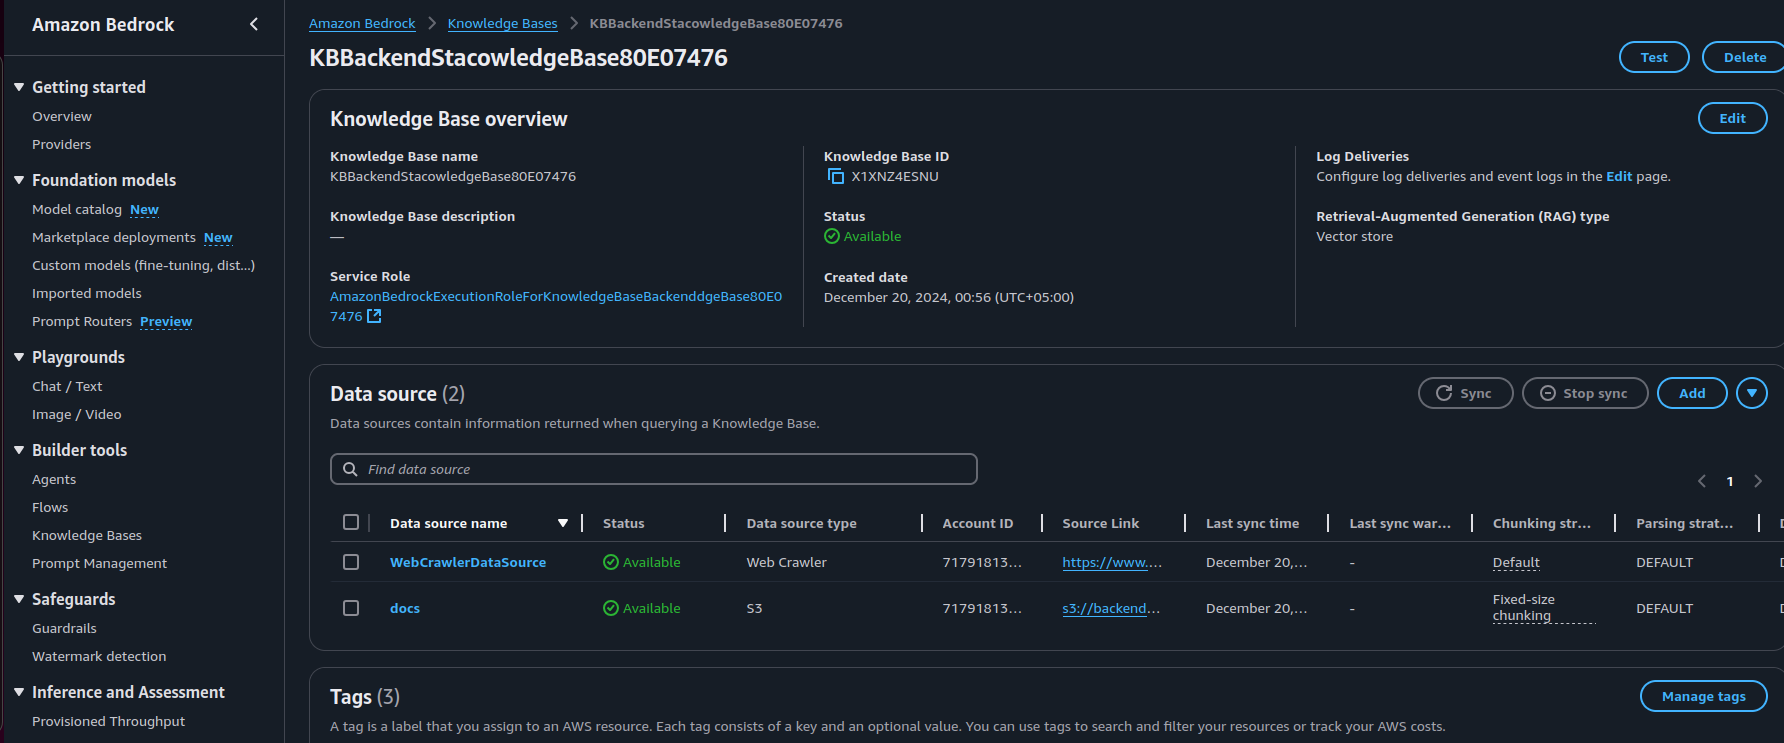 Amazon Bedrock
Getting started
Overview
Providers
Foundation models
Model catalog New
Marketplace deployments New
Custom models (fine-tuning, dist...)
Imported models
Prompt Routers Preview
Playgrounds
Chat / Text
Image / Video
Builder tools
Agents
Flows
Knowledge Bases
Prompt Management
Safeguards
Guardrails
Watermark detection
Inference and Assessment
Provisioned Throughput
Amazon Bedrock > Knowledge Bases > KBBackendStacowledgeBase80E07476
KBBackendStacowledgeBase80E07476
Test Delete
Knowledge Base overview
Edit
Knowledge Base name
KBBackendStacowledgeBase80E07476
Knowledge Base description
—
Service Role
AmazonBedrockExecutionRoleForKnowledgeBaseBackenddgeBase80E0
7476
Knowledge Base ID
X1XNZ4ESNU
Status
Available
Created date
December 20, 2024, 00:56 (UTC+05:00)
Log Deliveries
Configure log deliveries and event logs in the Edit page.
Retrieval-Augmented Generation (RAG) type
Vector store
Data source (2)
Sync Stop sync Add
Data sources contain information returned when querying a Knowledge Base.
Find data source
1
Data source name Status Data source type Account ID Source Link Last sync time Last sync war... Chunking str... Parsing strat...
WebCrawlerDataSource Available Web Crawler 71791813... https://www.... December 20,... - Default DEFAULT
docs Available S3 71791813... s3://backend... December 20,... - Fixed-size
chunking DEFAULT
Tags (3)
Manage tags
A tag is a label that you assign to an AWS resource. Each tag consists of a key and an optional value. You can use tags to search and filter your resources or track your AWS costs.